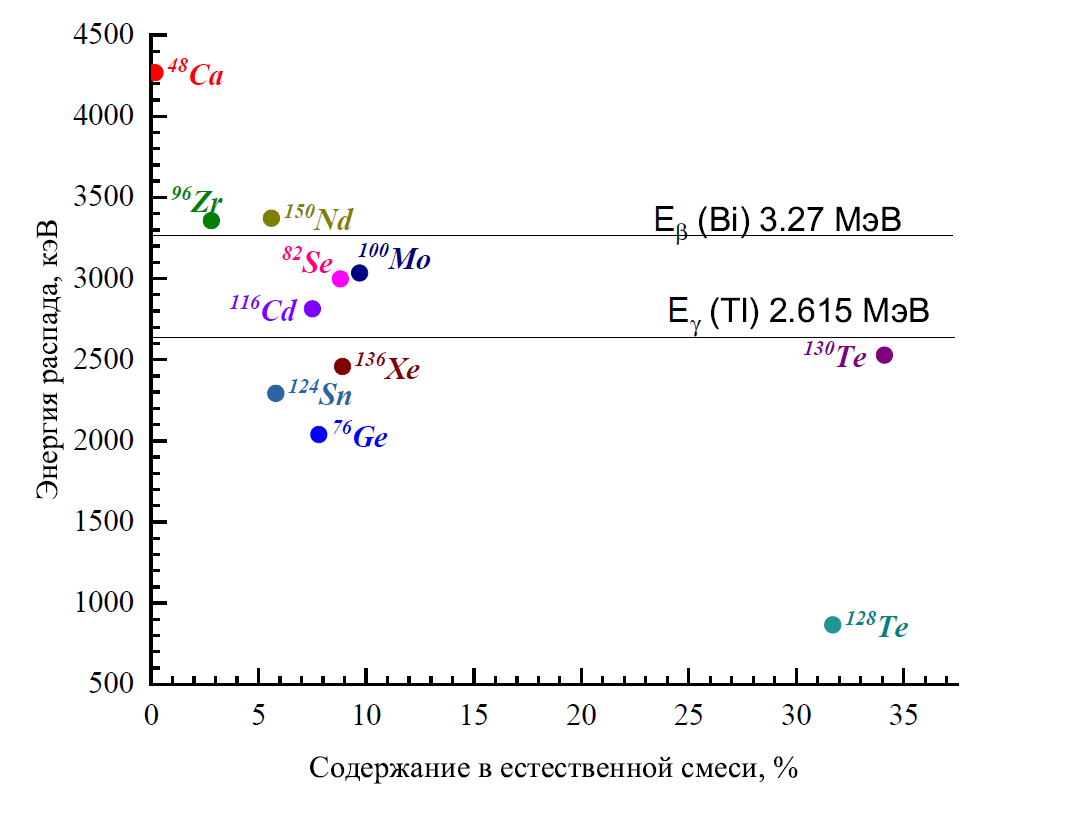 4500
4000
3500
3000
2500
2000
1500
1000
500
0 5 10 15 20 25 30 35
Энергия распада, кэВ
Содержание в естественной смеси, %
48Ca
96Zr
150Nd
Eβ (Bi) 3.27 МэВ
82Se
100Mo
116Cd
Eγ (Tl) 2.615 МэВ
130Te
136Xe
124Sn
76Ge
128Te